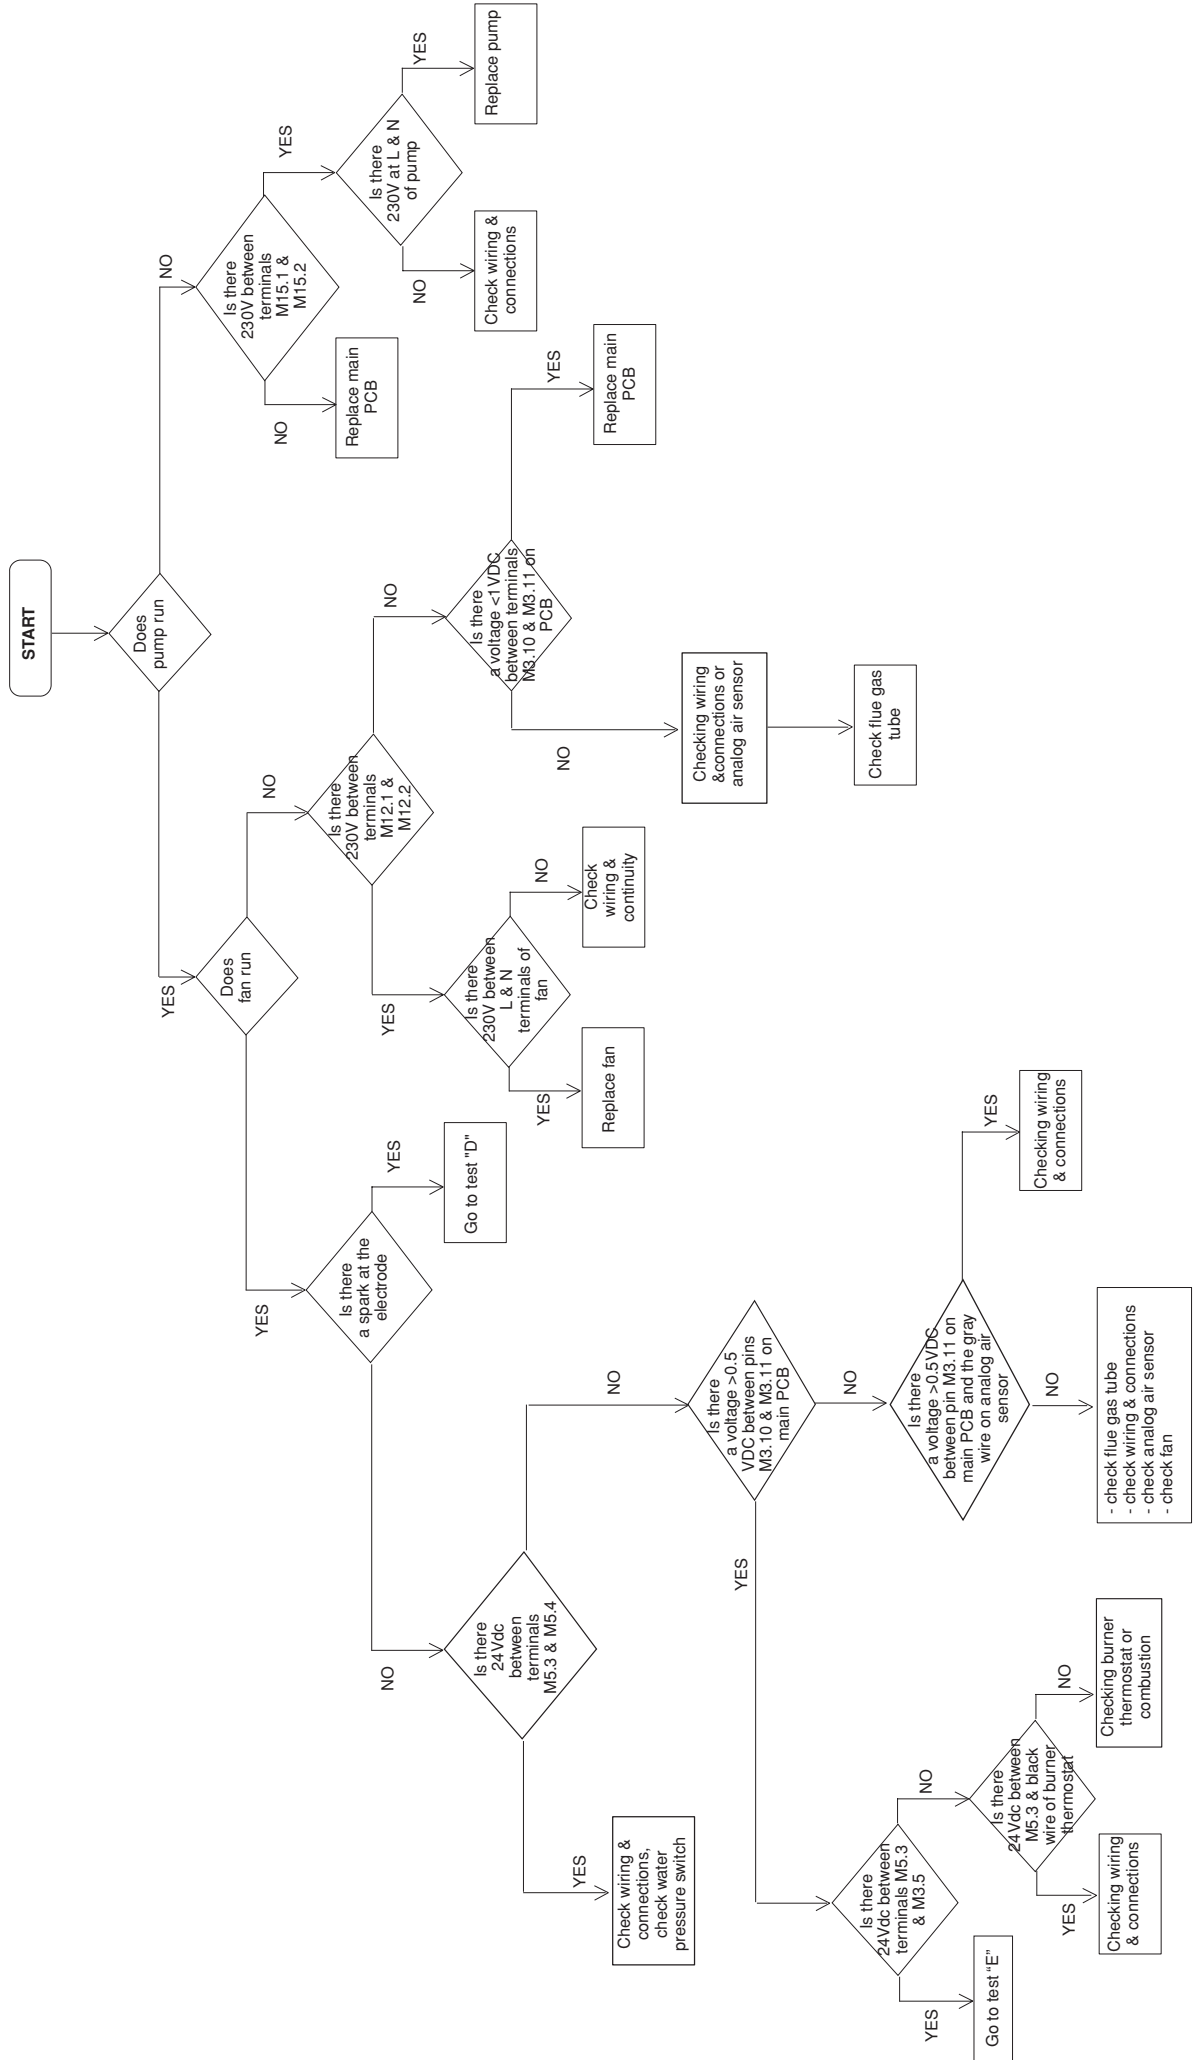 START
Does
pump run
YES
NO
Does
fan run
Is there
230V between
terminals
M15.1 &
M15.2
YES
NO
NO
YES
Is there
a spark at the
electrode
Is there
230V between
terminals
M12.1 &
M12.2
Replace main
PCB
Is there
230V at L & N
of pump
NO
YES
YES
NO
NO
YES
Is there
24Vdc
between
terminals
M5.3 & M5.4
Go to test "D"
Is there
230V between
L & N
terminals of
fan
Is there
a voltage <1VDC
between terminals
M3.10 & M3.11 on
PCB
Check wiring &
connections
Replace pump
YES
NO
YES
NO
NO
YES
Check wiring &
connections,
check water
pressure switch
Replace fan
Check
wiring &
continuity
Replace main
PCB
Is there
a voltage >0.5
VDC between pins
M3.10 & M3.11 on
main PCB
Checking wiring
&connections or
analog air sensor
YES
NO
Check flue gas
tube
Is there
24Vdc between
terminals M5.3
& M3.5
Is there
a voltage >0.5VDC
between pin M3.11 on
main PCB and the gray
wire on analog air
sensor
YES
NO
NO
YES
Go to test “E”
Is there
24Vdc between
M5.3 & black
wire of burner
thermostat
Checking wiring
& connections
YES
NO
Checking wiring
& connections
Checking burner
thermostat or
combustion
- check flue gas tube
- check wiring & connections
- check analog air sensor
- check fan